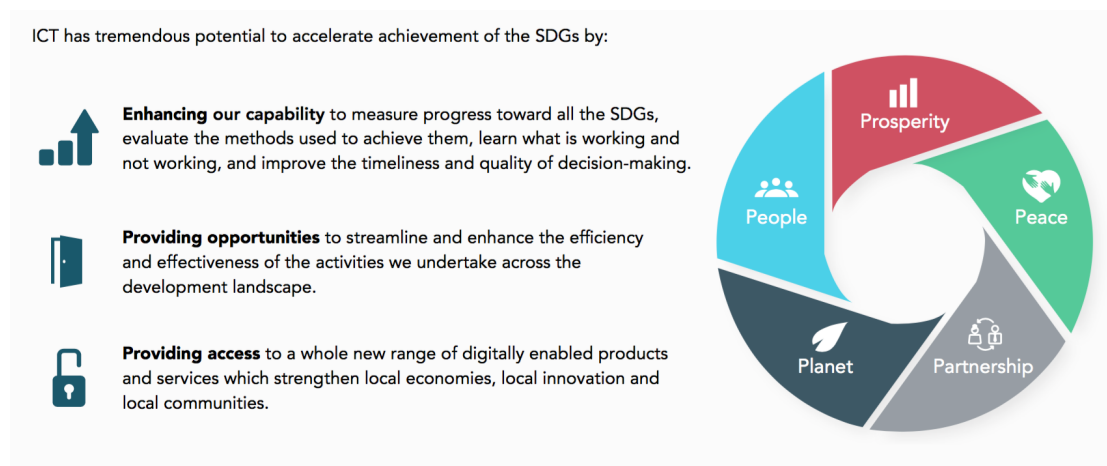 ICT has tremendous potential to accelerate achievement of the SDGs by:
Enhancing our capability to measure progress toward all the SDGs,
evaluate the methods used to achieve them, learn what is working and
not working, and improve the timeliness and quality of decision-making.
Providing opportunities to streamline and enhance the efficiency
and effectiveness of the activities we undertake across the
development landscape.
Providing access to a whole new range of digitally enabled products
and services which strengthen local economies, local innovation and
local communities.
Prosperity
People
Peace
Planet
Partnership